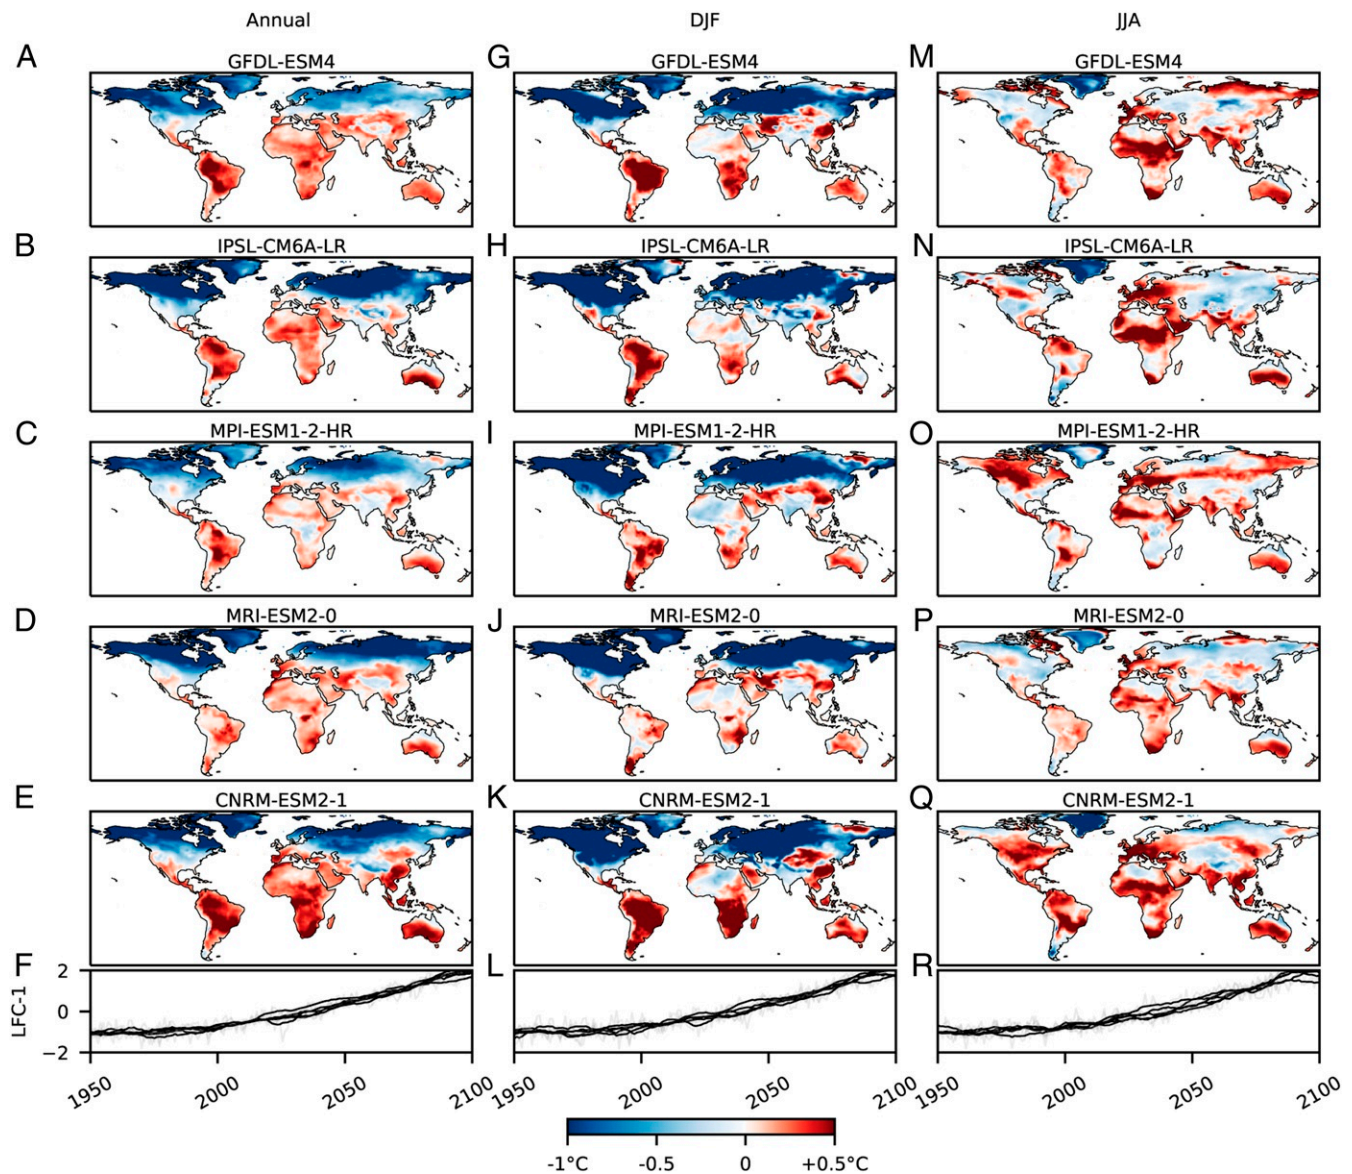 Annual DJF JJA
A G M
GFDL-ESM4 GFDL-ESM4 GFDL-ESM4
B H N
IPSL-CM6A-LR IPSL-CM6A-LR IPSL-CM6A-LR
C I O
MPI-ESM1-2-HR MPI-ESM1-2-HR MPI-ESM1-2-HR
D J P
MRI-ESM2-0 MRI-ESM2-0 MRI-ESM2-0
E K Q
CNRM-ESM2-1 CNRM-ESM2-1 CNRM-ESM2-1
F L R
2
LFC-1
0
−2
1950 2000 2050 2100 1950 2000 2050 2100 1950 2000 2050 2100
-1°C -0.5 0 +0.5°C